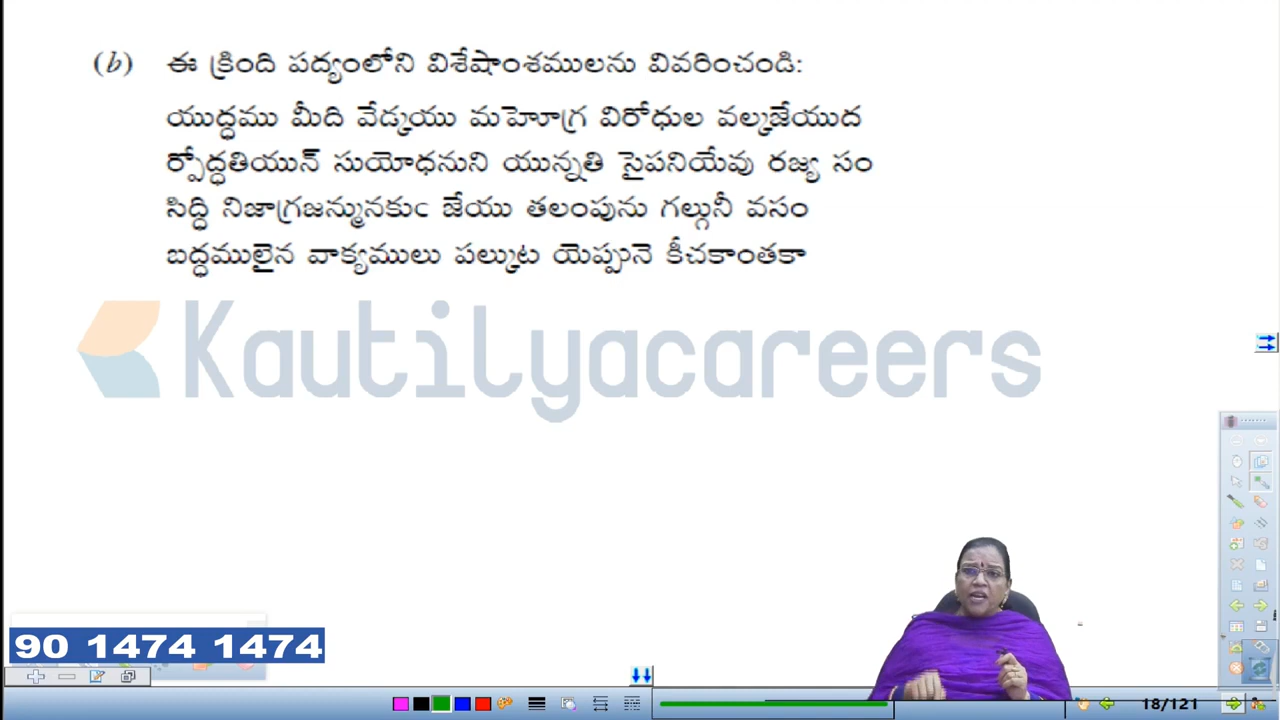 (b) ఈ క్రింది పద్యంలోని విశేషాంశములను వివరించండి:
యుద్ధము మీది వేడ్కయు మహెూగ్ర విరోధుల వల్కజేయుద
ర్పోద్ధతియున్ సుయోధనుని యున్నతి సైపనియేవు రజ్య సం
సిద్ధి నిజాగ్రజన్మునకుఁ జేయు తలంపును గల్గునీ వసం
బద్ధములైన వాక్యములు పల్కుట యెప్పునె కీచకాంతకా
Kautilyacareers
90 1474 1474
18/121